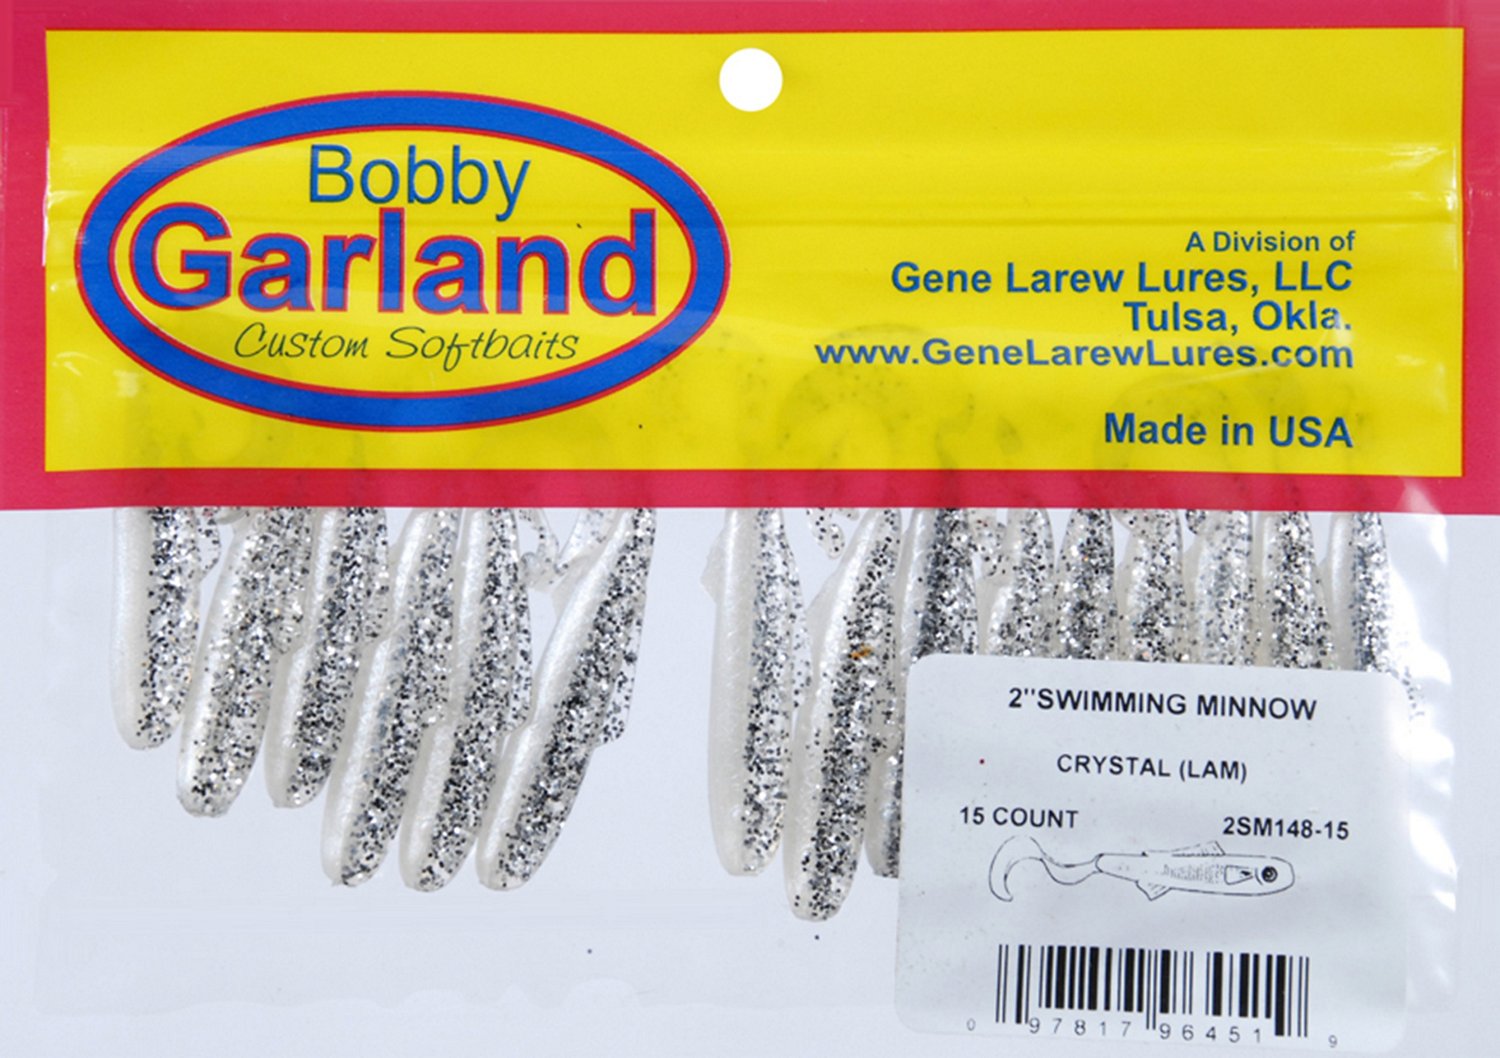 Bobby
Garland
Custom Softbaits
A Division of
Gene Larew Lures, LLC
Tulsa, Okla.
www.GeneLarewLures.com
Made in USA
2"SWIMMING MINNOW
CRYSTAL (LAM)
15 COUNT 2SM148-15
0 97817 96451 9